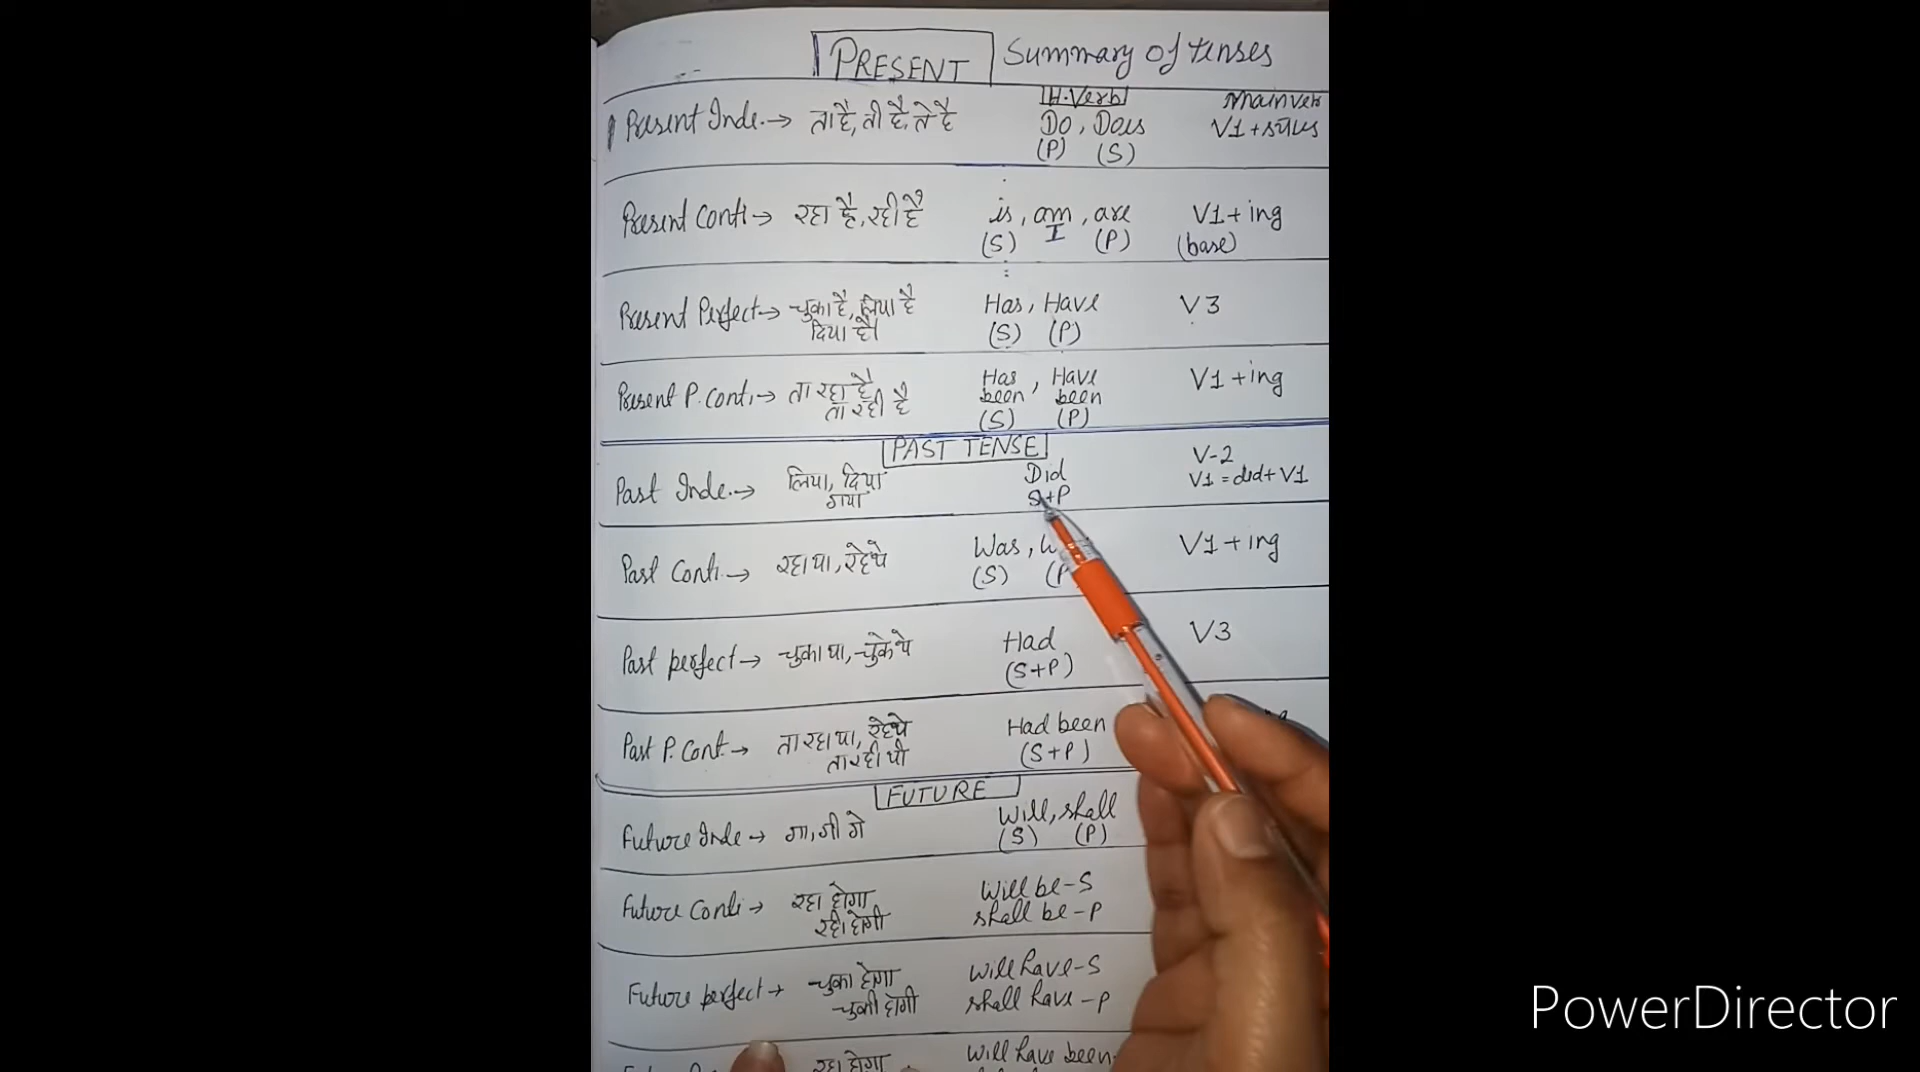 PRESENT Summary of tenses
H.Verb Mainver
Present Inde. → ता है, ती है, ते है Do, Does V1 +
(P) (S)
Present Conti → रहा है, रही है is, am, are V1 + ing
(S) I (P) (base)
Present Perfect → चुका है, लिया है Has, Have V3
दिया है। (S) (P)
Present P. Conti → ता रहा है Has been, Have been V1 + ing
ता रही है (S) (P)
PAST TENSE
Past Inde. → लिया, दिया Did V-2
गया S+P V1 = did + V1
Past Conti → रहा था, रहे थे Was, V1 + ing
(S) (P
Past perfect → चुका था, चुके थे Had V3
(S+P)
Past P. Cont. → ता रहा था, रहे थे Had been
ता रही थी (S+P)
FUTURE
Future Inde → गा, गी गे Will, shall
(S) (P)
Future Conti → रहा होगा Will be - S
रही होगी shall be - P
Future perfect → चुका होगा Will have - S
चुकी होगी shall have - P
रहा होगा Will have been -
PowerDirector